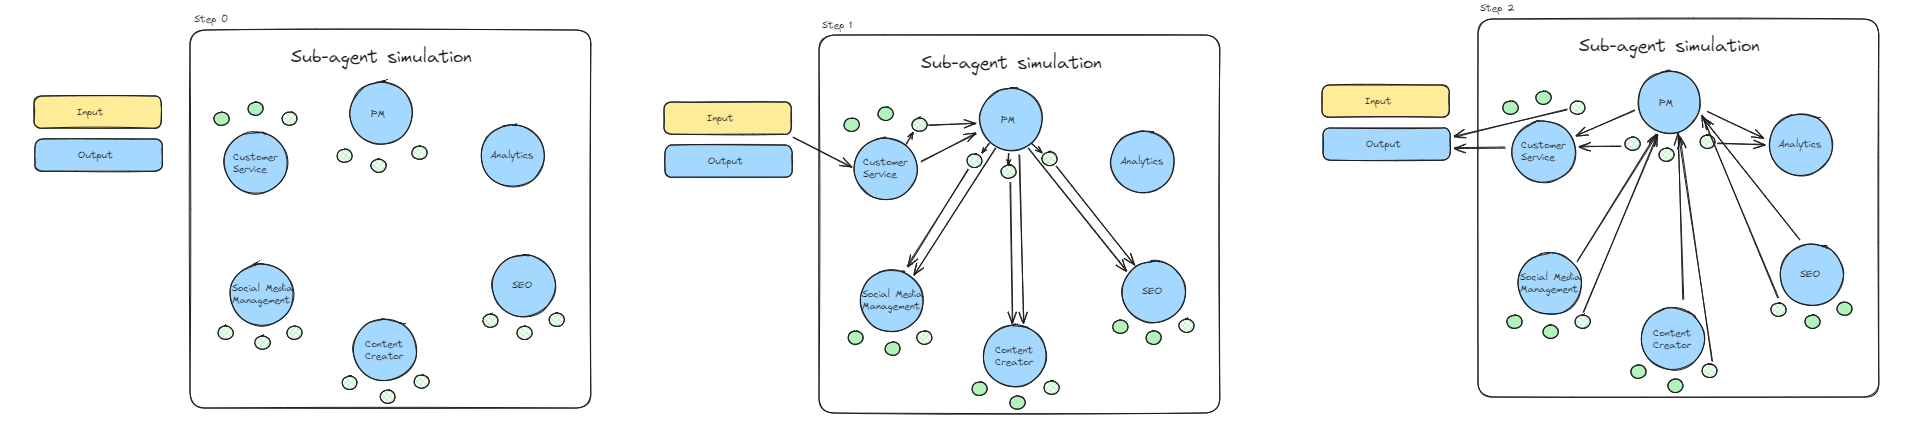 Step 0
Sub-agent simulation
Input
Output
PM
Customer
Service
Analytics
Social Media
Management
SEO
Content
Creator
Step 1
Sub-agent simulation
Input
Output
PM
Customer
Service
Analytics
Social Media
Management
SEO
Content
Creator
Step 2
Sub-agent simulation
Input
Output
PM
Customer
Service
Analytics
Social Media
Management
SEO
Content
Creator